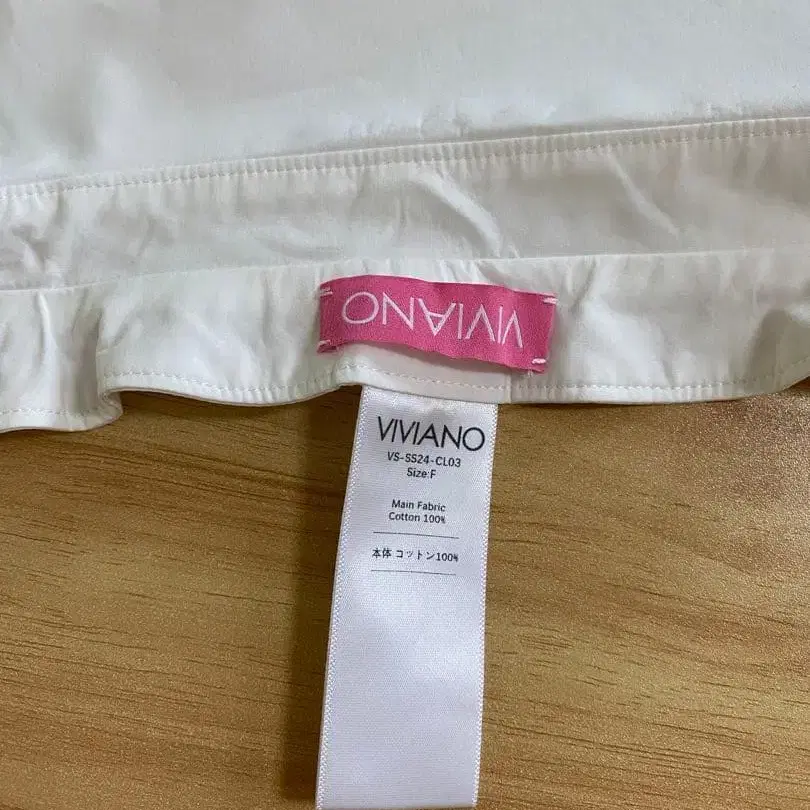 VIVIANO
VIVIANO
VS-SS24-CL03
Size:F
Main Fabric
Cotton 100%
本体 コットン100%